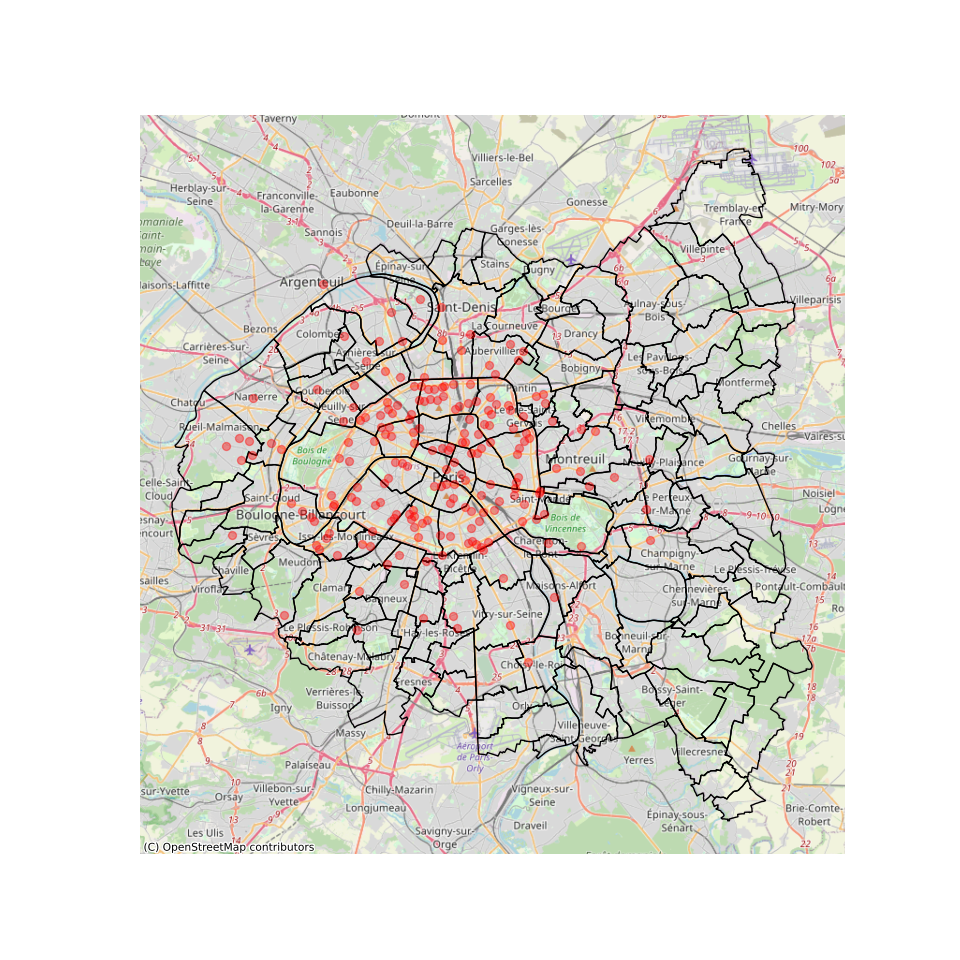 Taverny
Domont
Villiers-le-Bel
Sarcelles
Herblay-sur-
Seine
Franconville-
la-Garenne
Eaubonne
Gonesse
Tremblay-en-
France
Mitry-Mory
Sannois
Deuil-la-Barre
Garges-lès-
Gonesse
Villepinte
Épinay-sur-
Stains
Dugny
Argenteuil
Saint-Denis
Le Bourget
Aulnay-sous-
Bois
Villeparisis
Maisons-Laffitte
Bezons
Colombes
La Courneuve
Drancy
Carrières-sur-
Seine
Asnières-sur-
Seine
Aubervilliers
Bobigny
Les Pavillons-
sous-Bois
Montfermeil
Chatou
Nanterre
Courbevoie
Neuilly-sur-
Seine
Pantin
Le Pré-Saint-
Gervais
Villemomble
Chelles
Vaires-su
Rueil-Malmaison
Bois de
Boulogne
Paris
Montreuil
Neuilly-Plaisance
Gournay-sur-
Marne
Celle-Saint-
Cloud
Saint-Cloud
Saint-Mandé
Le Perreux-
sur-Marne
Noisiel
Logne
Boulogne-Billancourt
Bois de
Vincennes
Sèvres
Issy-les-Moulineaux
Charenton-
le-Pont
Champigny-
sur-Marne
Chaville
Meudon
Le Kremlin-
Bicêtre
Le Plessis-Trévise
Pontault-Combault
Viroflay
Clamart
Bagneux
Maisons-Alfort
Chennevières-
sur-Marne
Vitry-sur-Seine
Le Plessis-Robinson
L'Haÿ-les-Roses
Bonneuil-sur-
Marne
Châtenay-Malabry
Choisy-le-Roi
Verrières-le-
Buisson
Fresnes
Boissy-Saint-
Léger
Igny
Orly
Massy
Villeneuve-
Saint-Georges
Aéroport
de Paris
Orly
Villecresnes
Yerres
Palaiseau
Villebon-sur-
Yvette
Chilly-Mazarin
Vigneux-sur-
Seine
Orsay
Longjumeau
Draveil
Épinay-sous-
Sénart
Brie-Comte-
Robert
Les Ulis
Savigny-sur-
Orge
(C) OpenStreetMap contributors